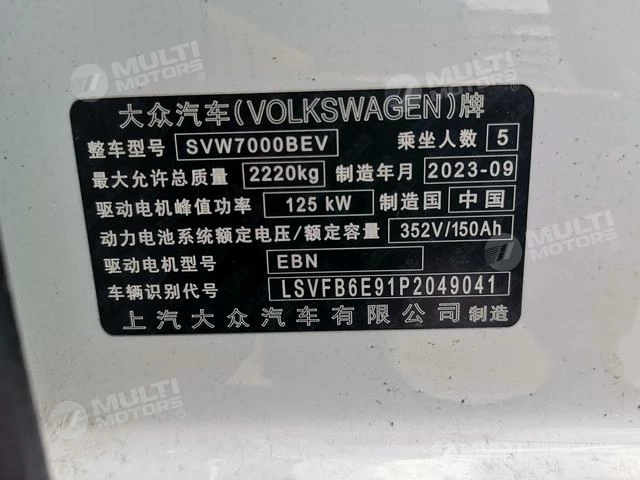 MULTI MOTORS®
MULTI MOTORS®
大众汽车(VOLKSWAGEN)牌
整车型号 SVW7000BEV 乘坐人数 5
最大允许总质量 2220kg 制造年月 2023-09
驱动电机峰值功率 125 kW 制造国 中国
动力电池系统额定电压/额定容量 352V/150Ah
驱动电机型号 EBN
车辆识别代号 LSVFB6E91P2049041
上汽大众汽车有限公司 制造
MULTI MOTORS®
MULTI MOTORS®